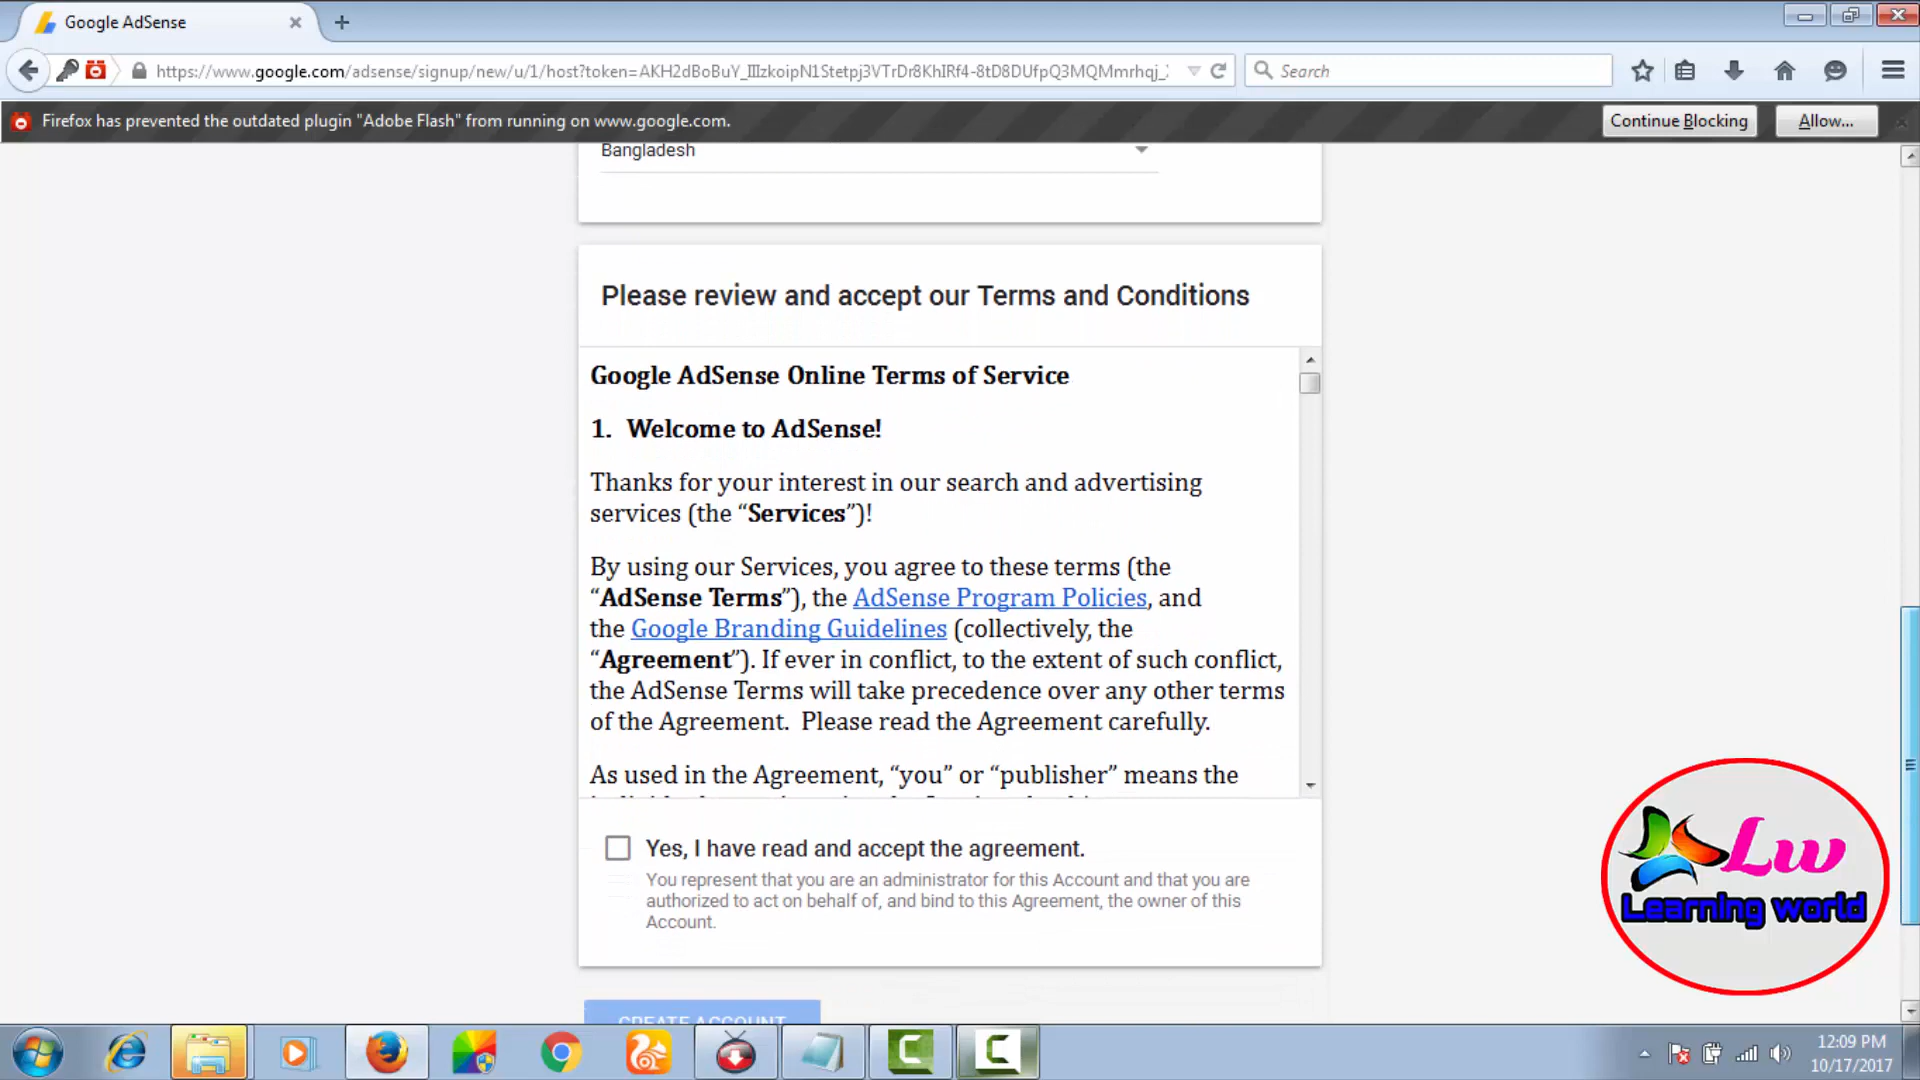 Google AdSense
https://www.google.com/adsense/signup/new/u/1/host?token=AKH2dBoBuY_IIIzkoipN1Stetpj3VTrDr8KhIRf4-8tD8DUfpQ3MQMmrhqj_
Search
Firefox has prevented the outdated plugin "Adobe Flash" from running on www.google.com.
Continue Blocking
Allow...
Bangladesh
Please review and accept our Terms and Conditions
Google AdSense Online Terms of Service
1. Welcome to AdSense!
Thanks for your interest in our search and advertising
services (the “Services”)!
By using our Services, you agree to these terms (the
“AdSense Terms”), the AdSense Program Policies, and
the Google Branding Guidelines (collectively, the
“Agreement”). If ever in conflict, to the extent of such conflict,
the AdSense Terms will take precedence over any other terms
of the Agreement.  Please read the Agreement carefully.
As used in the Agreement, “you” or “publisher” means the
Yes, I have read and accept the agreement.
You represent that you are an administrator for this Account and that you are
authorized to act on behalf of, and bind to this Agreement, the owner of this
Account.
CREATE ACCOUNT
Lw
Learning world
12:09 PM
10/17/2017